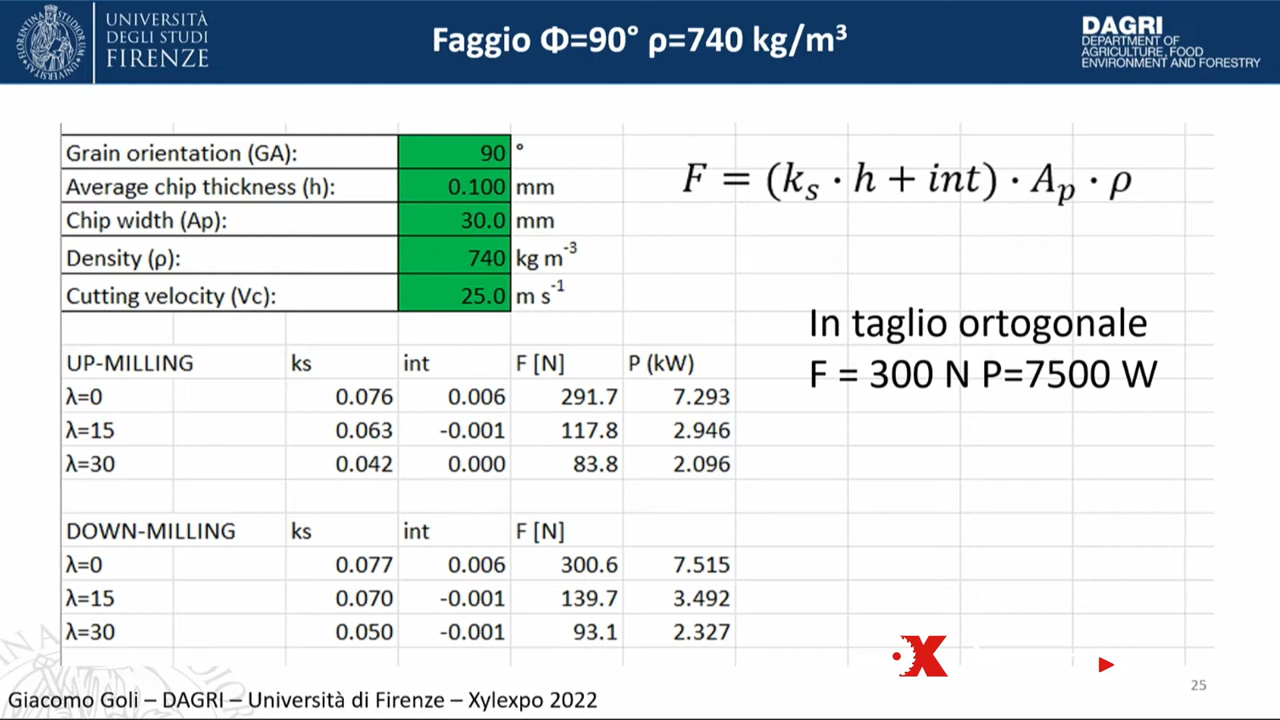 UNIVERSITÀ
DEGLI STUDI
FIRENZE
Faggio Φ=90° ρ=740 kg/m³
DAGRI
DEPARTMENT OF
AGRICULTURE, FOOD
ENVIRONMENT AND FORESTRY
Grain orientation (GA): 90 °
Average chip thickness (h): 0.100 mm
Chip width (Ap): 30.0 mm
Density (ρ): 740 kg m⁻³
Cutting velocity (Vc): 25.0 m s⁻¹
F = (kₛ · h + int) · Aₚ · ρ
In taglio ortogonale
F = 300 N P=7500 W
UP-MILLING ks int F [N] P (kW)
λ=0 0.076 0.006 291.7 7.293
λ=15 0.063 -0.001 117.8 2.946
λ=30 0.042 0.000 83.8 2.096
DOWN-MILLING ks int F [N]
λ=0 0.077 0.006 300.6 7.515
λ=15 0.070 -0.001 139.7 3.492
λ=30 0.050 -0.001 93.1 2.327
X
25
Giacomo Goli – DAGRI – Università di Firenze – Xylexpo 2022